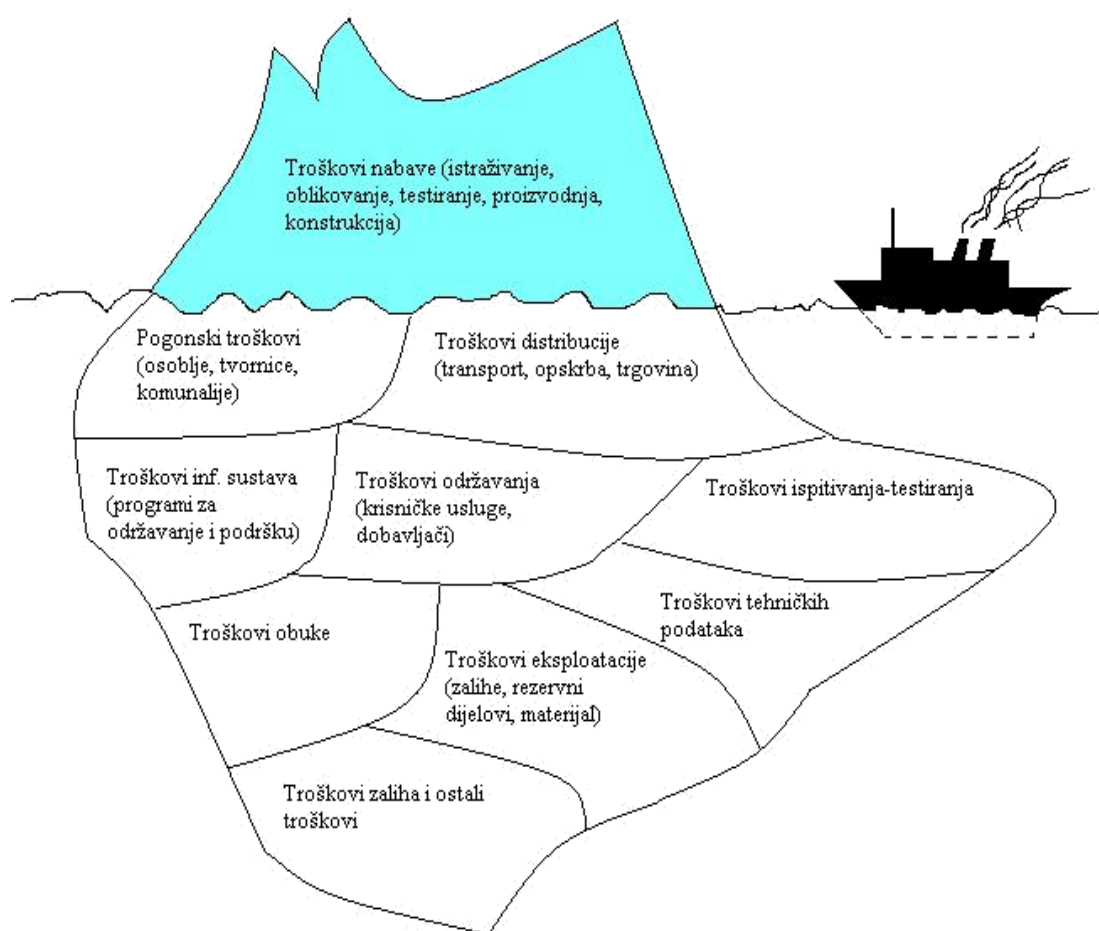 Troškovi nabave (istraživanje,
oblikovanje, testiranje, proizvodnja,
konstrukcija)
Pogonski troškovi
(osoblje, tvornice,
komunalije)
Troškovi distribucije
(transport, opskrba, trgovina)
Troškovi inf. sustava
(programi za
održavanje i podršku)
Troškovi održavanja
(krisničke usluge,
dobavljači)
Troškovi ispitivanja-testiranja
Troškovi obuke
Troškovi tehničkih
podataka
Troškovi eksploatacije
(zalihe, rezervni
dijelovi, materijal)
Troškovi zaliha i ostali
troškovi